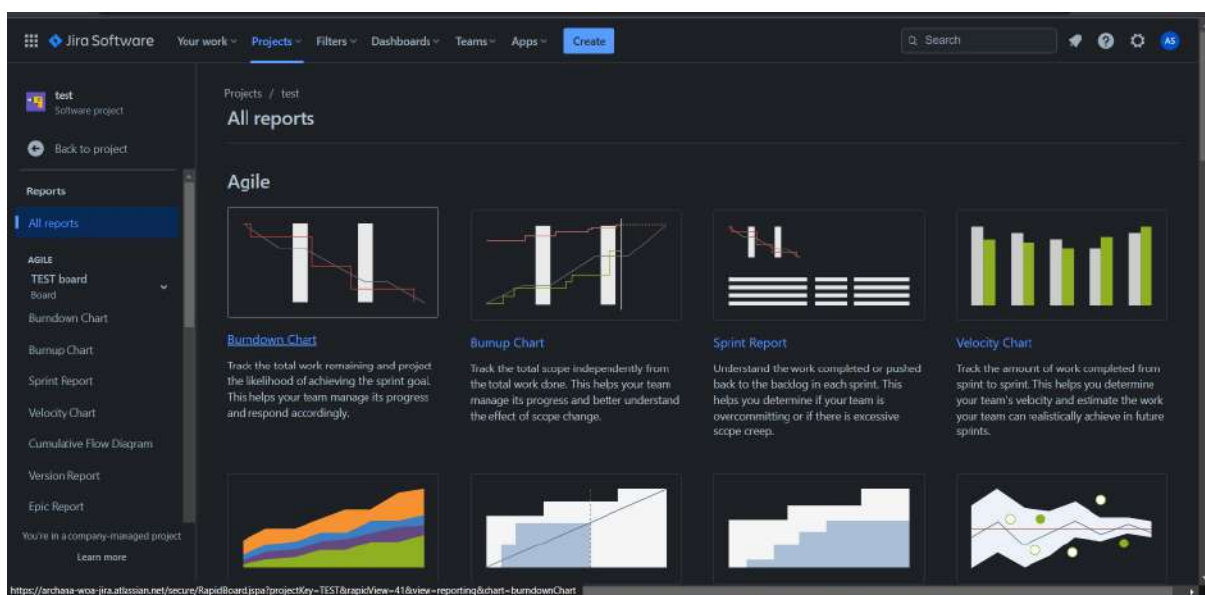 Jira Software Your work Projects Filters Dashboards Teams Apps Create Search AS
test
Software project
Back to project
Reports
All reports
AGILE
TEST board
Board
Burndown Chart
Burnup Chart
Sprint Report
Velocity Chart
Cumulative Flow Diagram
Version Report
Epic Report
You're in a company-managed project
Learn more
Projects / test
All reports
Agile
Burndown Chart
Track the total work remaining and project
the likelihood of achieving the sprint goal.
This helps your team manage its progress
and respond accordingly.
Burnup Chart
Track the total scope independently from
the total work done. This helps your team
manage its progress and better understand
the effect of scope change.
Sprint Report
Understand the work completed or pushed
back to the backlog in each sprint. This
helps you determine if your team is
overcommitting or if there is excessive
scope creep.
Velocity Chart
Track the amount of work completed from
sprint to sprint. This helps you determine
your team's velocity and estimate the work
your team can realistically achieve in future
sprints.
https://archana-woa-jira.atlassian.net/secure/RapidBoard.jspa?projectKey=TEST&rapidView=41&view=reporting&chart=burndownChart